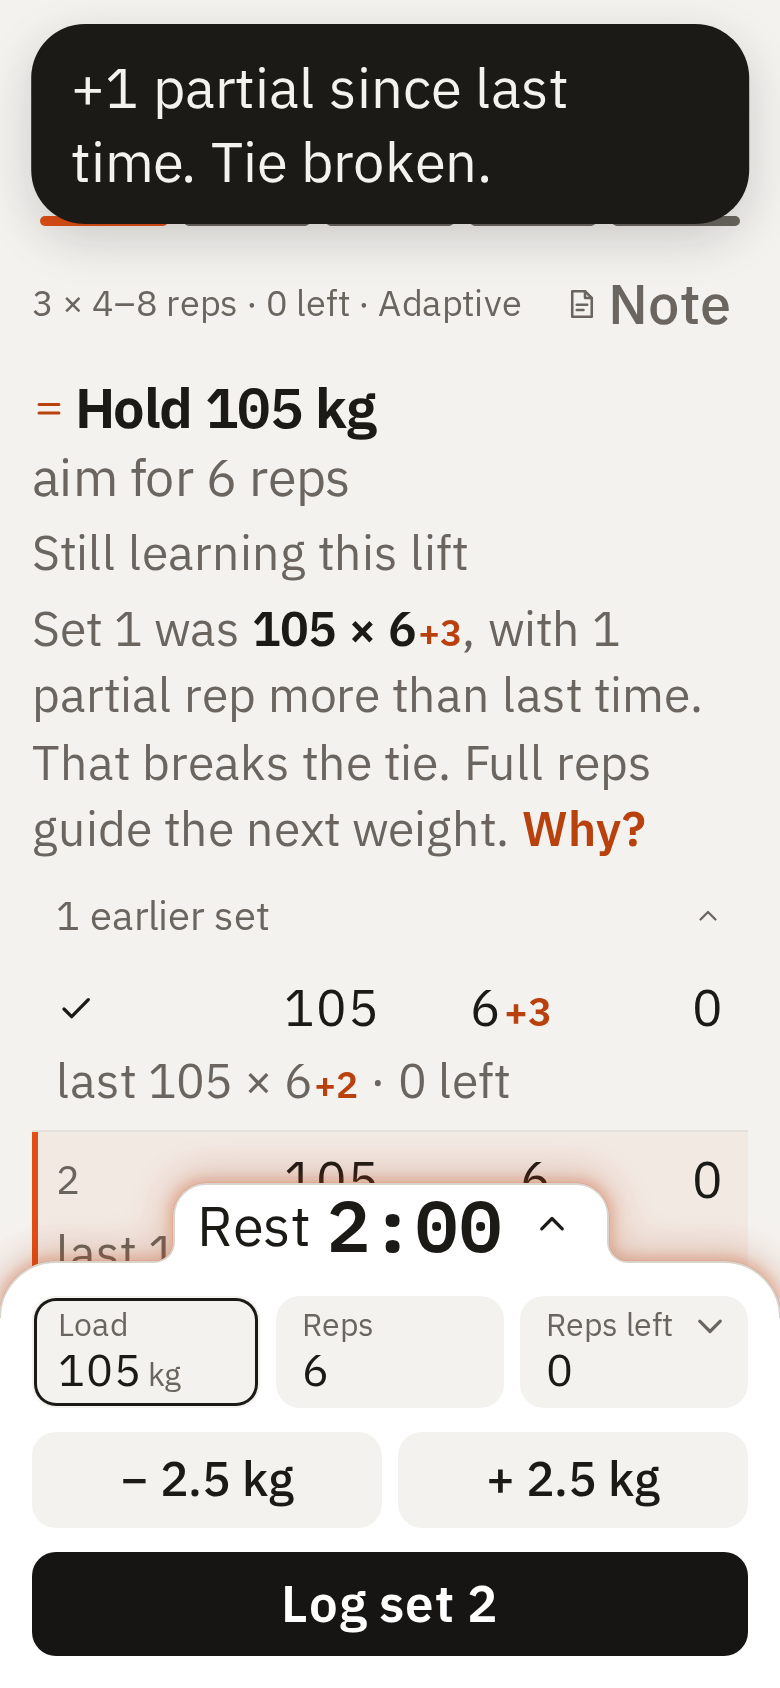 +1 partial since last
time. Tie broken.
3 × 4–8 reps · 0 left · Adaptive
Note
= Hold 105 kg
aim for 6 reps
Still learning this lift
Set 1 was 105 × 6+3, with 1
partial rep more than last time.
That breaks the tie. Full reps
guide the next weight. Why?
1 earlier set
105 6+3 0
last 105 × 6+2 · 0 left
2 105 6 0
last 1
Rest 2:00
Load Reps Reps left
105 kg 6 0
− 2.5 kg + 2.5 kg
Log set 2